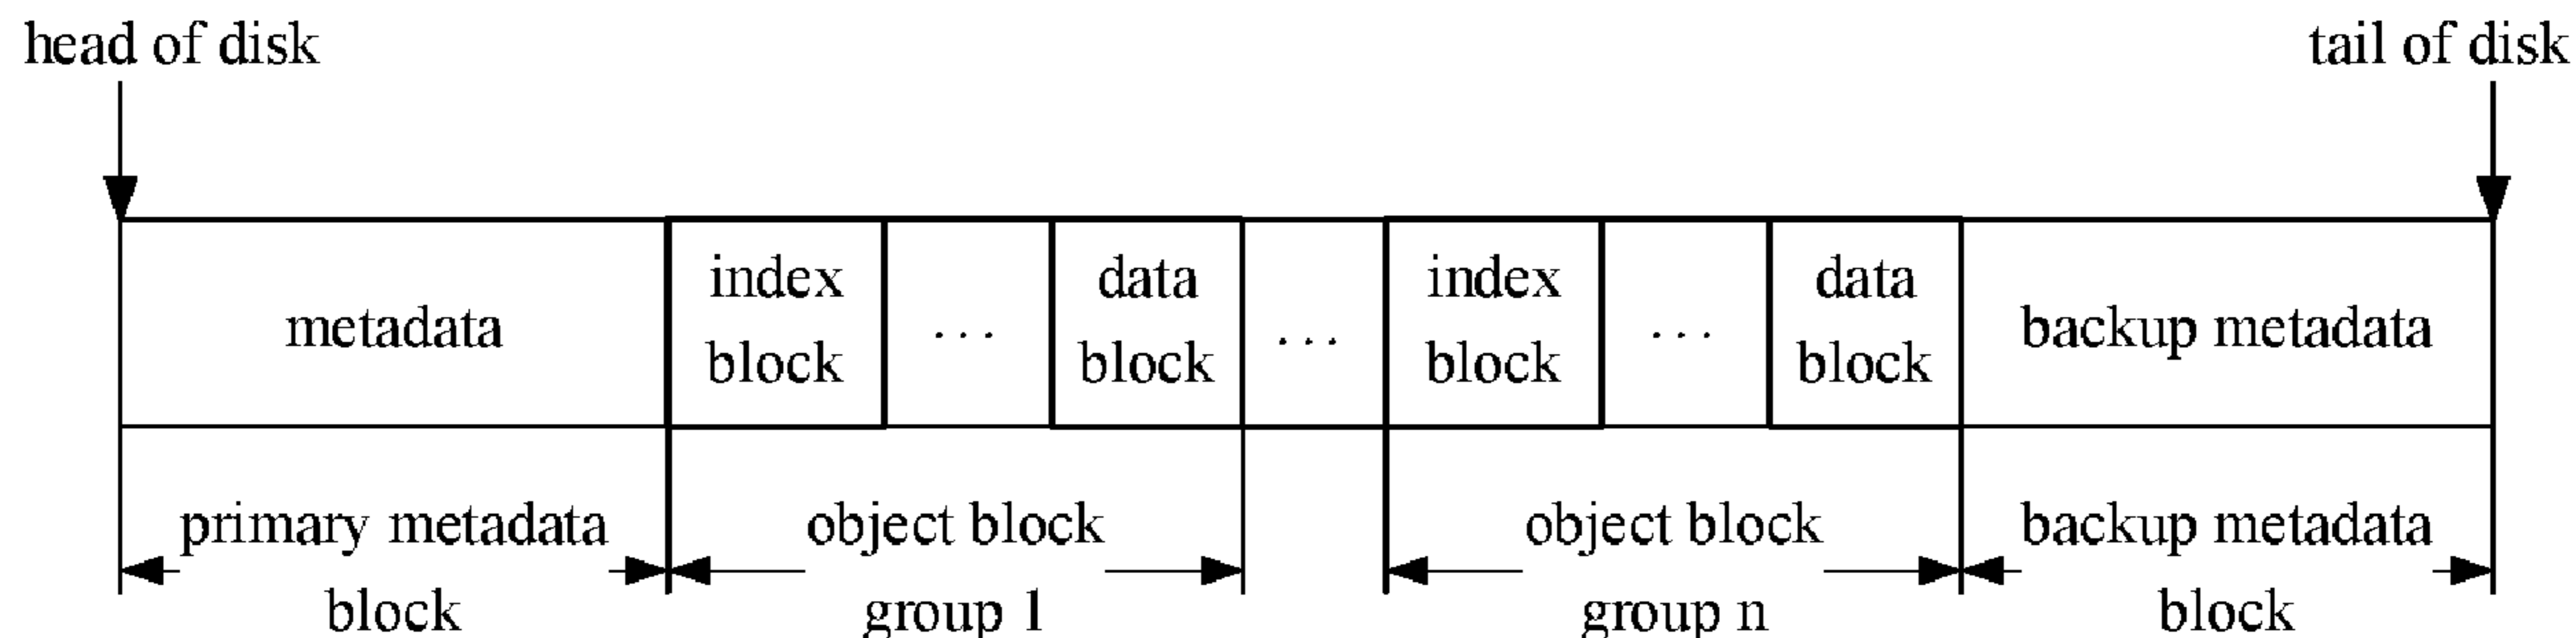 head of disk
tail of disk
metadata
index
block
...
data
block
...
index
block
...
data
block
backup metadata
primary metadata
block
object block
group 1
object block
group n
backup metadata
block